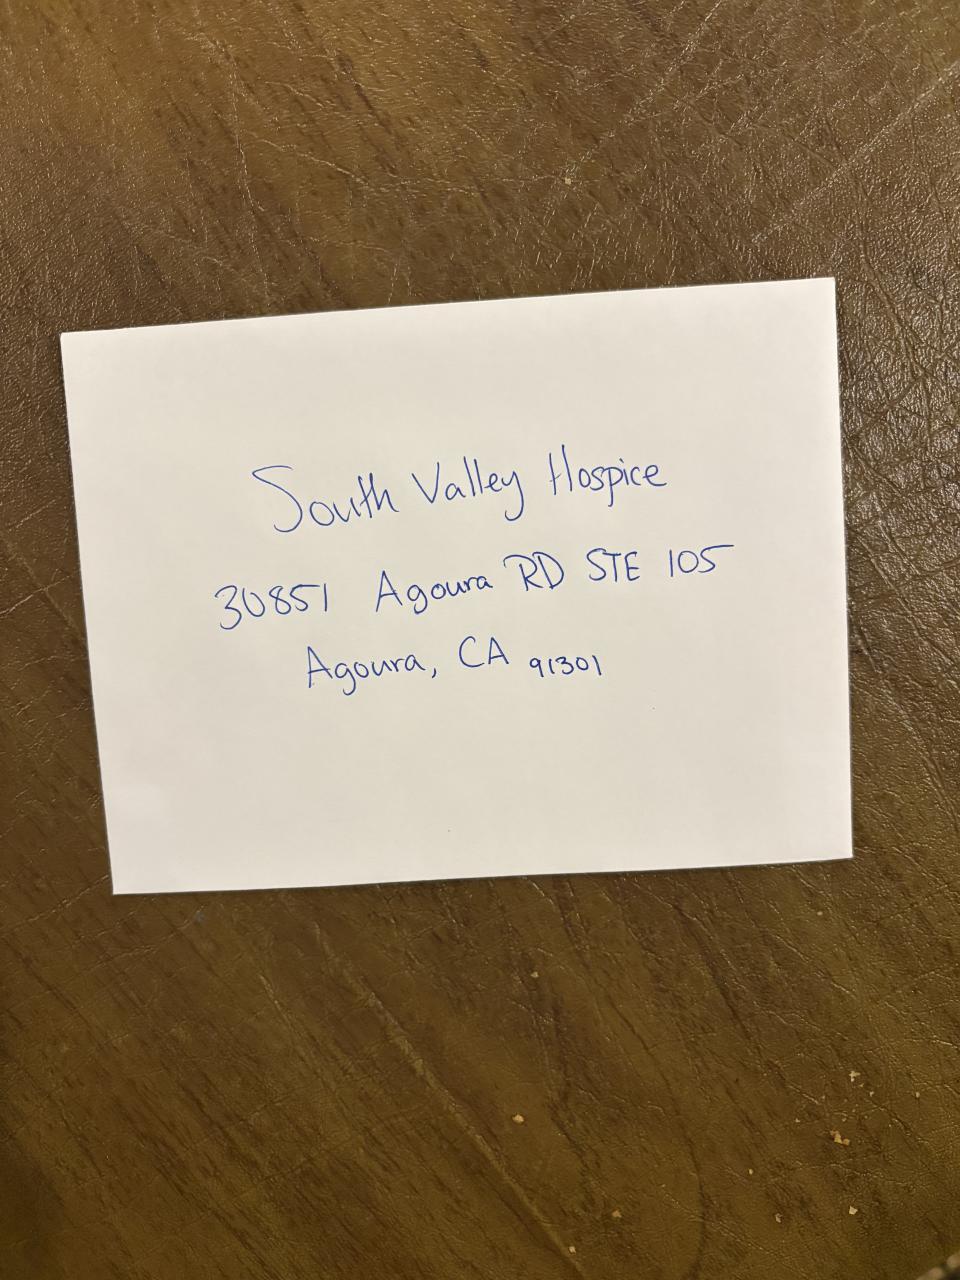 South Valley Hospice
30851 Agoura RD STE 105
Agoura, CA 91301